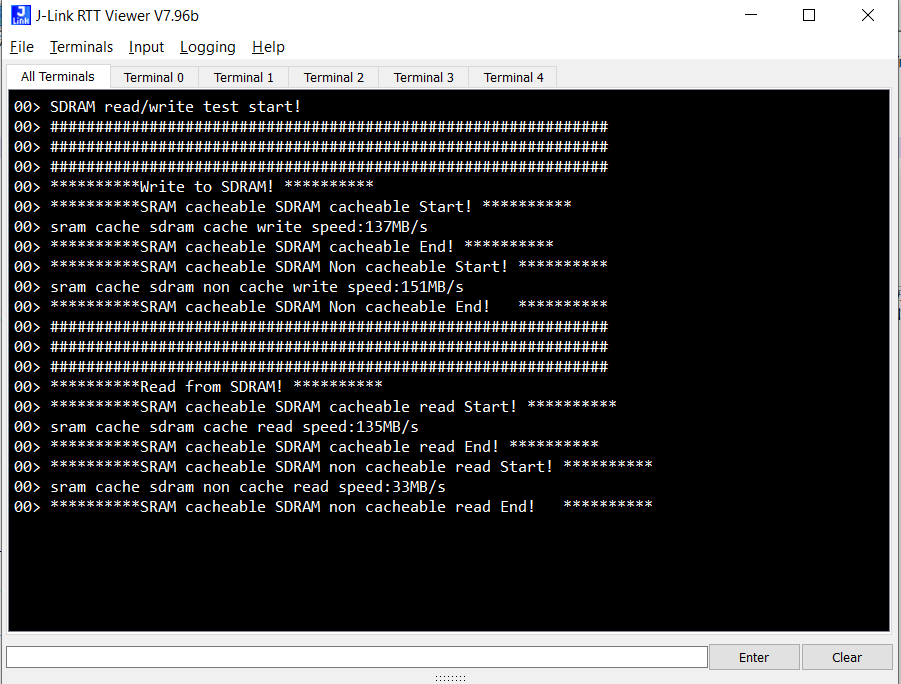 J-Link RTT Viewer V7.96b
File Terminals Input Logging Help
All Terminals Terminal 0 Terminal 1 Terminal 2 Terminal 3 Terminal 4
00> SDRAM read/write test start!
00> ##############################################################
00> ##############################################################
00> ##############################################################
00> **********Write to SDRAM! **********
00> **********SRAM cacheable SDRAM cacheable Start! **********
00> sram cache sdram cache write speed:137MB/s
00> **********SRAM cacheable SDRAM cacheable End! **********
00> **********SRAM cacheable SDRAM Non cacheable Start! **********
00> sram cache sdram non cache write speed:151MB/s
00> **********SRAM cacheable SDRAM Non cacheable End!   **********
00> ##############################################################
00> ##############################################################
00> ##############################################################
00> **********Read from SDRAM! **********
00> **********SRAM cacheable SDRAM cacheable read Start! **********
00> sram cache sdram cache read speed:135MB/s
00> **********SRAM cacheable SDRAM cacheable read End! **********
00> **********SRAM cacheable SDRAM non cacheable read Start! **********
00> sram cache sdram non cache read speed:33MB/s
00> **********SRAM cacheable SDRAM non cacheable read End!   **********
Enter Clear